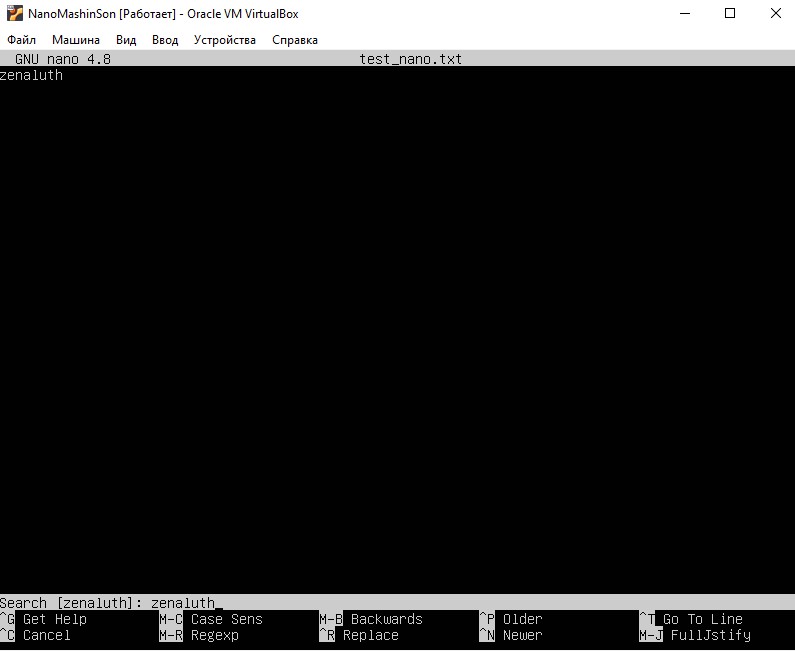 NanoMashinSon [Работает] - Oracle VM VirtualBox
Файл Машина Вид Ввод Устройства Справка
GNU nano 4.8 test_nano.txt
zenaluth
Search [zenaluth]: zenaluth_
^G Get Help M-C Case Sens M-B Backwards ^P Older ^T Go To Line
^C Cancel M-R Regexp ^R Replace ^N Newer M-J FullJstify